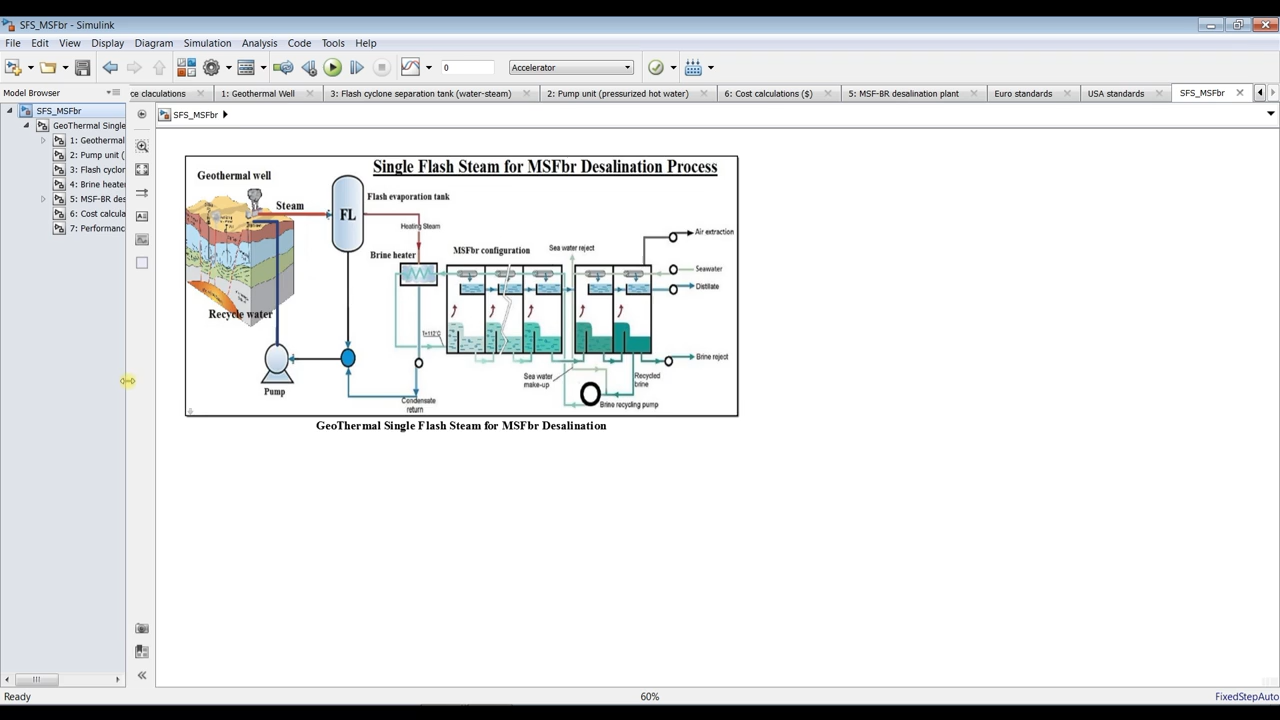 SFS_MSFbr - Simulink
File Edit View Display Diagram Simulation Analysis Code Tools Help
0 Accelerator
Model Browser
ce claculations 1: Geothermal Well 3: Flash cyclone separation tank (water-steam) 2: Pump unit (pressurized hot water) 6: Cost calculations ($) 5: MSF-BR desalination plant Euro standards USA standards SFS_MSFbr
SFS_MSFbr
SFS_MSFbr
GeoThermal Single
1: Geothermal
2: Pump unit (
3: Flash cyclor
4: Brine heate
5: MSF-BR des
6: Cost calcula
7: Performanc
Single Flash Steam for MSFbr Desalination Process
Geothermal well
Steam
FL
Flash evaporation tank
Heating Steam
Brine heater
MSFbr configuration
Sea water reject
Air extraction
Seawater
Distillate
Recycle water
T=112°C
Brine reject
Sea water
make-up
Recycled
brine
Pump
Condensate
return
Brine recycling pump
GeoThermal Single Flash Steam for MSFbr Desalination
Ready
60%
FixedStepAuto